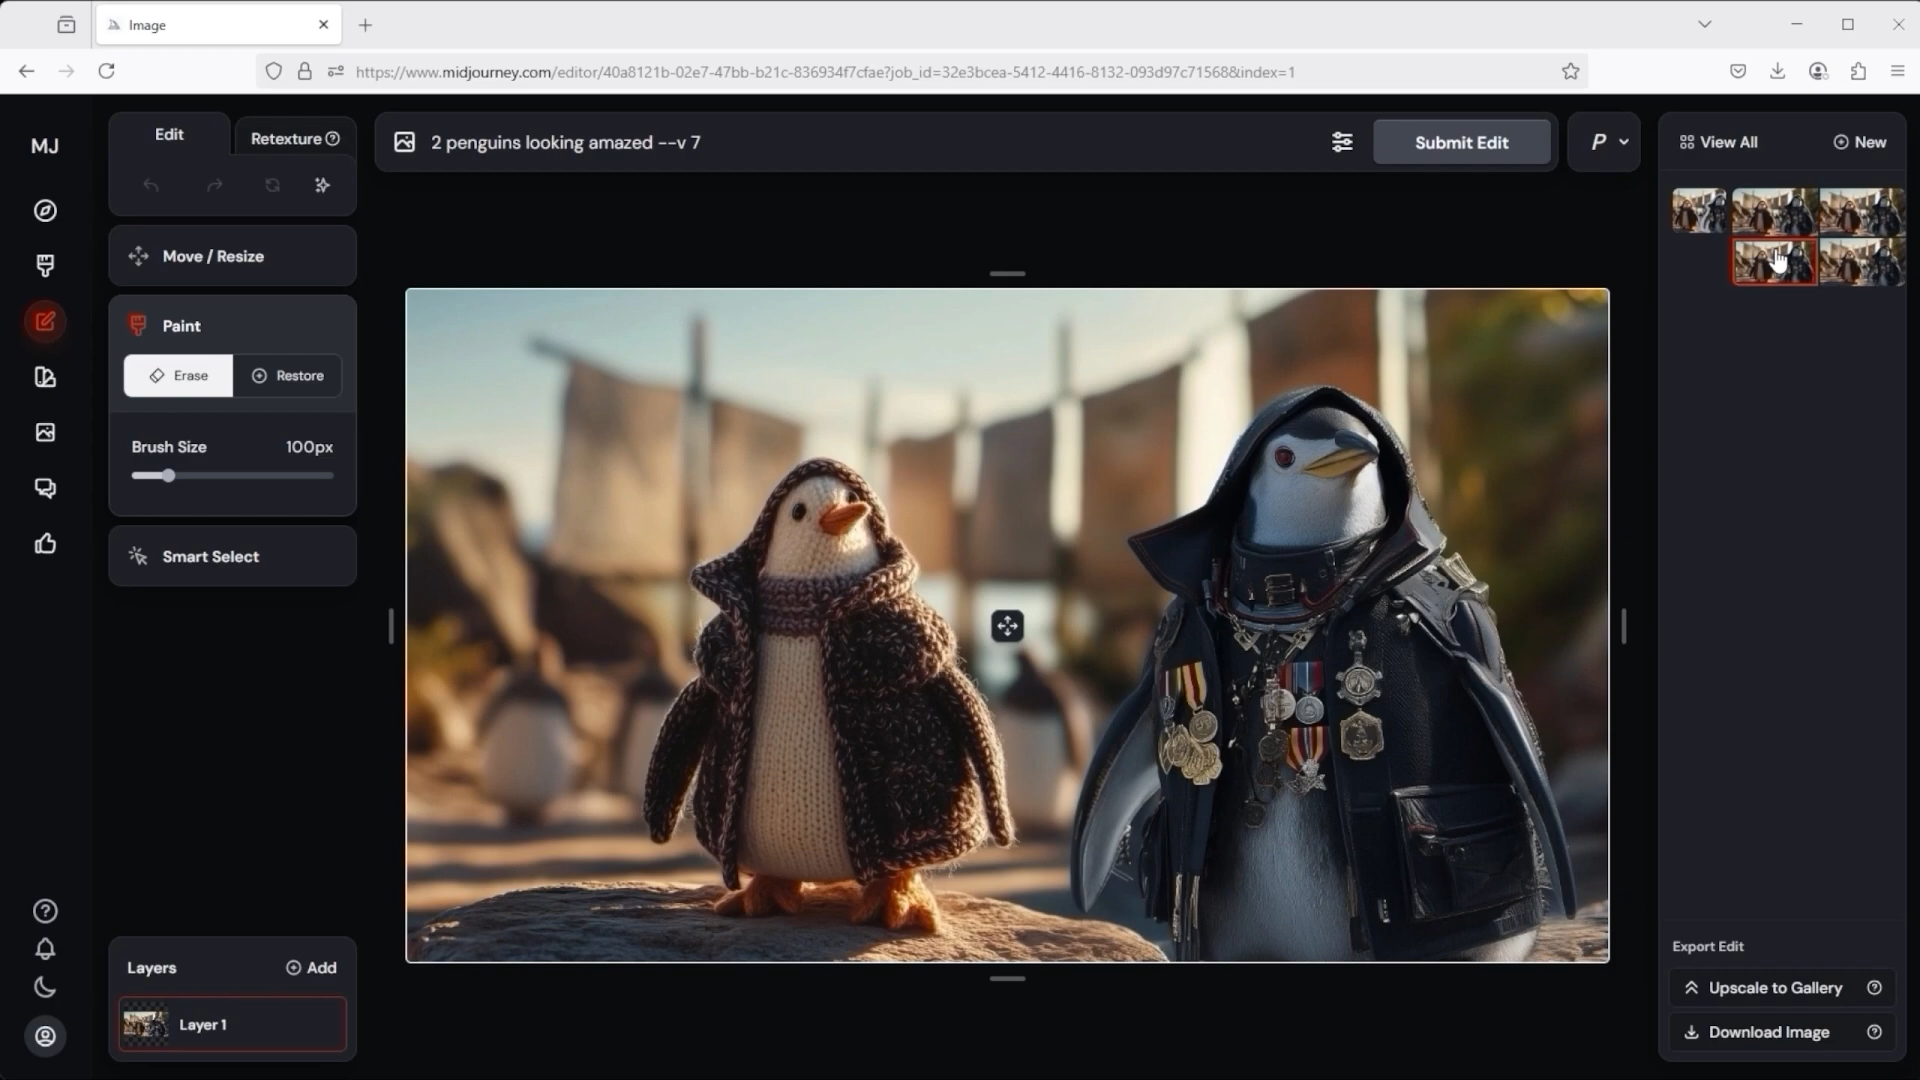 Image
https://www.midjourney.com/editor/40a8121b-02e7-47bb-b21c-836934f7cfae?job_id=32e3bcea-5412-4416-8132-093d97c71568&index=1
MJ
Edit
Retexture
2 penguins looking amazed --v 7
Submit Edit
P
View All
New
Move / Resize
Paint
Erase
Restore
Brush Size
100px
Smart Select
Layers
Add
Layer 1
Export Edit
Upscale to Gallery
Download Image